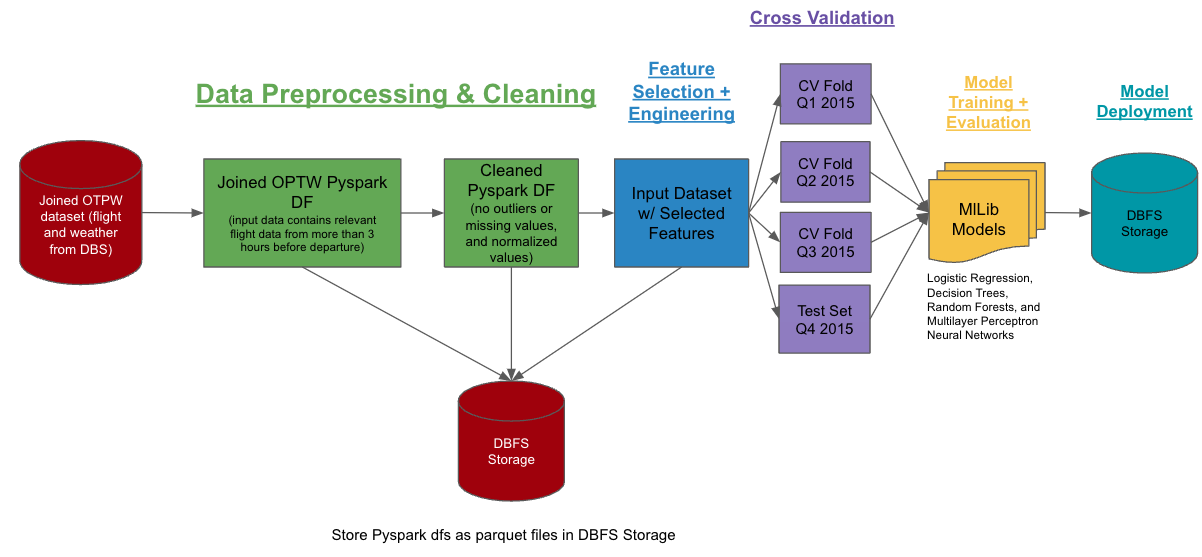 Cross Validation
Data Preprocessing & Cleaning
Feature
Selection +
Engineering
Model
Training +
Evaluation
Model
Deployment
Joined OTPW
dataset (flight
and weather
from DBS)
Joined OPTW Pyspark
DF
(input data contains relevant
flight data from more than 3
hours before departure)
Cleaned
Pyspark DF
(no outliers or
missing values,
and normalized
values)
Input Dataset
w/ Selected
Features
CV Fold
Q1 2015
CV Fold
Q2 2015
CV Fold
Q3 2015
Test Set
Q4 2015
MlLib
Models
Logistic Regression,
Decision Trees,
Random Forests, and
Multilayer Perceptron
Neural Networks
DBFS
Storage
DBFS
Storage
Store Pyspark dfs as parquet files in DBFS Storage